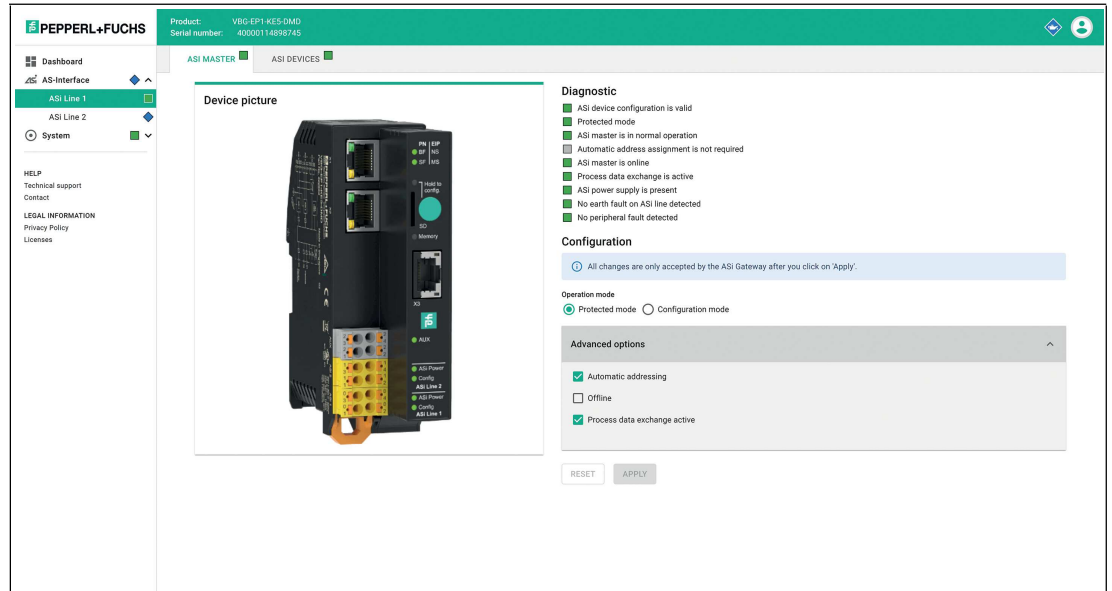 PEPPERL+FUCHS
Product: VBG-EP1-KE5-DMD
Serial number: 40000114898745
Dashboard
AS-Interface
ASi Line 1
ASi Line 2
System
HELP
Technical support
Contact
LEGAL INFORMATION
Privacy Policy
Licenses
ASI MASTER
ASI DEVICES
Device picture
PN | EIP
BF | NS
SF | MS
Hold to
config.
SD
Memory
X3
AUX
ASi Power
Config
ASi Line 2
ASi Power
Config
ASi Line 1
PEPPERL+FUCHS
Diagnostic
ASi device configuration is valid
Protected mode
ASi master is in normal operation
Automatic address assignment is not required
ASi master is online
Process data exchange is active
ASi power supply is present
No earth fault on ASi line detected
No peripheral fault detected
Configuration
All changes are only accepted by the ASi Gateway after you click on 'Apply'.
Operation mode
Protected mode
Configuration mode
Advanced options
Automatic addressing
Offline
Process data exchange active
RESET
APPLY